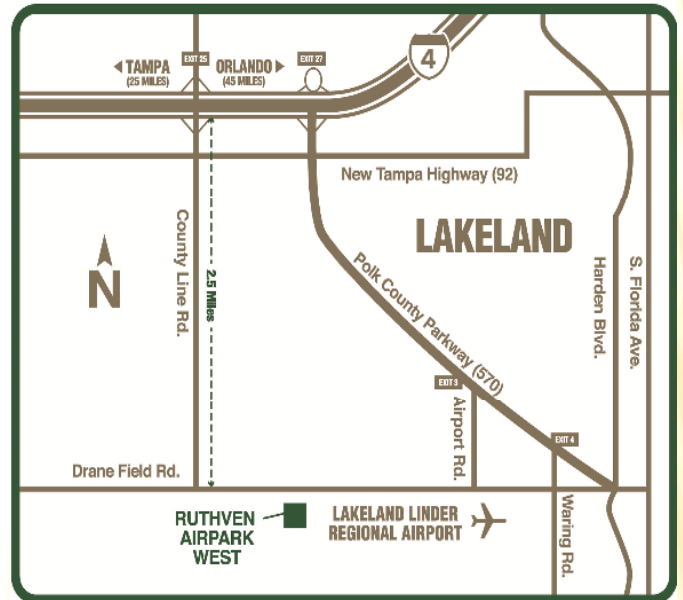 TAMPA
(25 MILES)
EXIT 25
ORLANDO
(45 MILES)
EXIT 27
4
New Tampa Highway (92)
LAKELAND
N
County Line Rd.
2.5 Miles
Polk County Parkway (570)
Harden Blvd.
S. Florida Ave.
EXIT 3
Airport Rd.
EXIT 4
Drane Field Rd.
RUTHVEN
AIRPARK
WEST
LAKELAND LINDER
REGIONAL AIRPORT
Waring Rd.